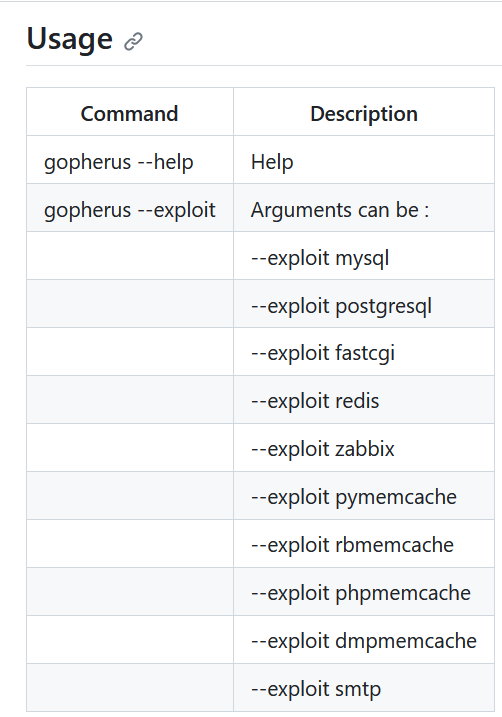 Usage
Command Description
gopherus --help Help
gopherus --exploit Arguments can be :
--exploit mysql
--exploit postgresql
--exploit fastcgi
--exploit redis
--exploit zabbix
--exploit pymemcache
--exploit rbmemcache
--exploit phpmemcache
--exploit dmpmemcache
--exploit smtp